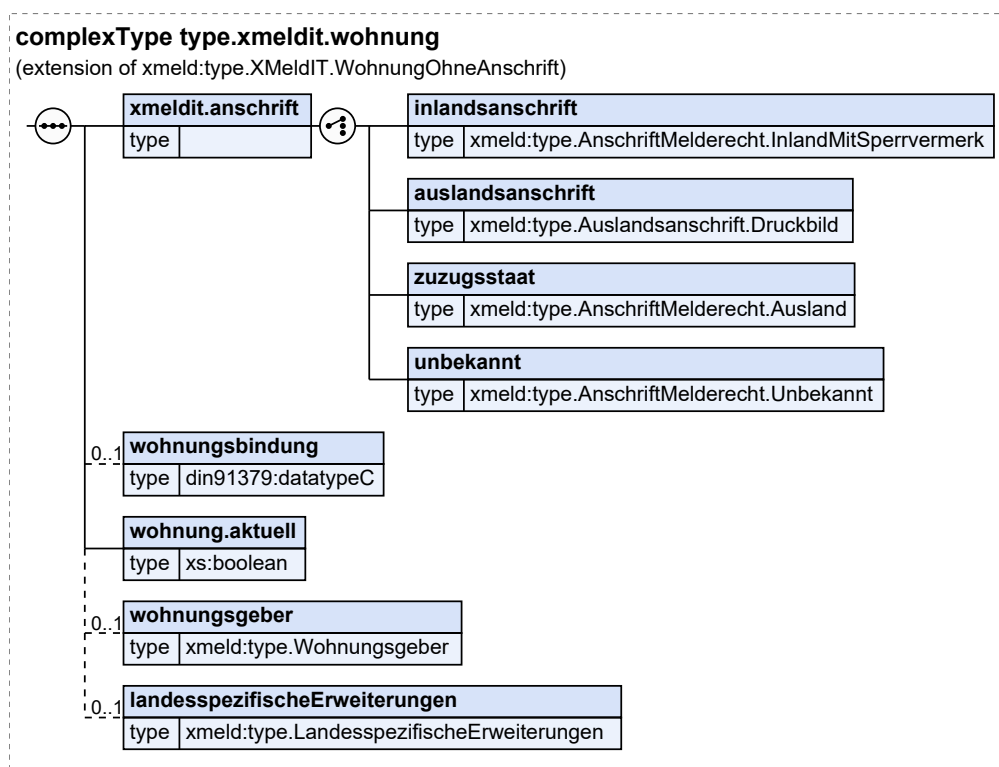 complexType type.xmeldit.wohnung
(extension of xmeld:type.XMeldIT.WohnungOhneAnschrift)
xmeldit.anschrift
type
inlandsanschrift
type xmeld:type.AnschriftMelderecht.InlandMitSperrvermerk
auslandsanschrift
type xmeld:type.Auslandsanschrift.Druckbild
zuzugsstaat
type xmeld:type.AnschriftMelderecht.Ausland
unbekannt
type xmeld:type.AnschriftMelderecht.Unbekannt
0..1 wohnungsbindung
type din91379:datatypeC
wohnung.aktuell
type xs:boolean
0..1 wohnungsgeber
type xmeld:type.Wohnungsgeber
0..1 landesspezifischeErweiterungen
type xmeld:type.LandesspezifischeErweiterungen